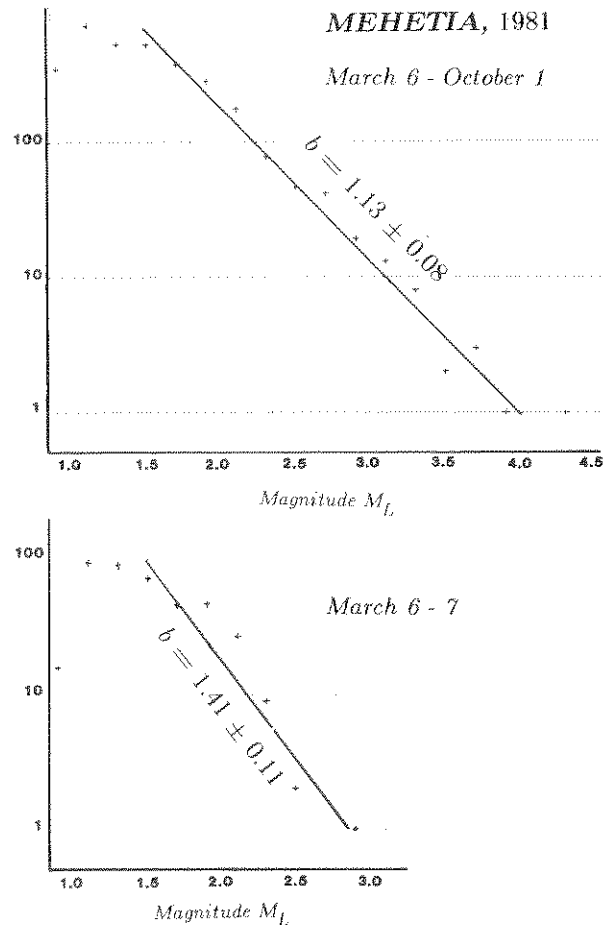 MEHETIA, 1981
March 6 - October 1
100
10
1
b = 1.13 ± 0.08
1.0 1.5 2.0 2.5 3.0 3.5 4.0 4.5
Magnitude M_L
March 6 - 7
100
10
1
b = 1.41 ± 0.11
1.0 1.5 2.0 2.5 3.0
Magnitude M_L